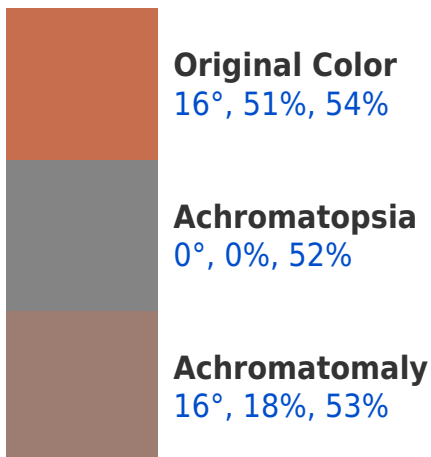 Original Color
16°, 51%, 54%
Achromatopsia
0°, 0%, 52%
Achromatomaly
16°, 18%, 53%